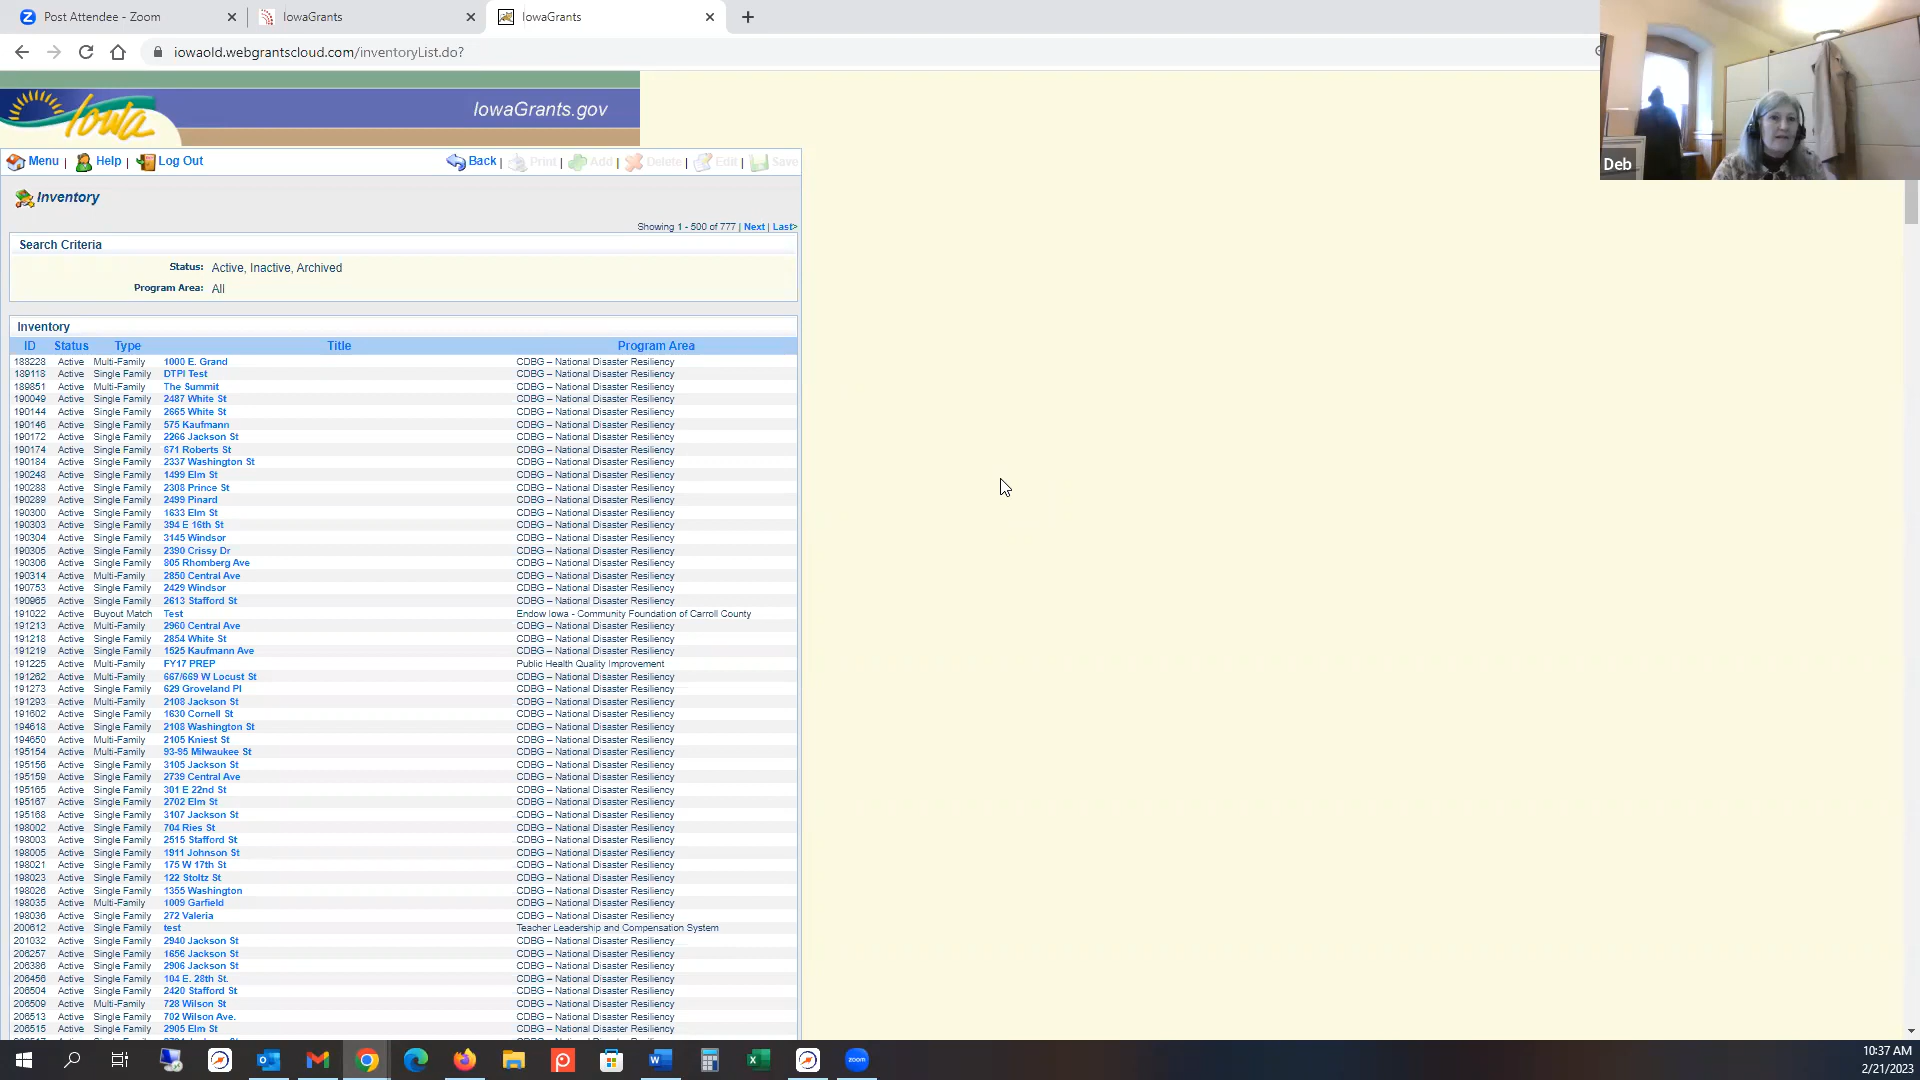 Post Attendee - Zoom
IowaGrants
IowaGrants
iowaold.webgrantscloud.com/inventoryList.do?
Deb
Iowa
IowaGrants.gov
Menu | Help | Log Out
Back | Print | Add | Delete | Edit | Save
Inventory
Showing 1 - 500 of 777 | Next | Last>
Search Criteria
Status: Active, Inactive, Archived
Program Area: All
Inventory
ID Status Type Title Program Area
188228 Active Multi-Family 1000 E. Grand CDBG – National Disaster Resiliency
189118 Active Single Family DTPI Test CDBG – National Disaster Resiliency
189851 Active Multi-Family The Summit CDBG – National Disaster Resiliency
190049 Active Single Family 2487 White St CDBG – National Disaster Resiliency
190144 Active Single Family 2665 White St CDBG – National Disaster Resiliency
190146 Active Single Family 575 Kaufmann CDBG – National Disaster Resiliency
190172 Active Single Family 2266 Jackson St CDBG – National Disaster Resiliency
190174 Active Single Family 671 Roberts St CDBG – National Disaster Resiliency
190184 Active Single Family 2337 Washington St CDBG – National Disaster Resiliency
190248 Active Single Family 1499 Elm St CDBG – National Disaster Resiliency
190288 Active Single Family 2308 Prince St CDBG – National Disaster Resiliency
190289 Active Single Family 2499 Pinard CDBG – National Disaster Resiliency
190300 Active Single Family 1633 Elm St CDBG – National Disaster Resiliency
190303 Active Single Family 394 E 16th St CDBG – National Disaster Resiliency
190304 Active Single Family 3145 Windsor CDBG – National Disaster Resiliency
190305 Active Single Family 2390 Crissy Dr CDBG – National Disaster Resiliency
190306 Active Single Family 805 Rhomberg Ave CDBG – National Disaster Resiliency
190314 Active Multi-Family 2850 Central Ave CDBG – National Disaster Resiliency
190753 Active Single Family 2429 Windsor CDBG – National Disaster Resiliency
190965 Active Single Family 2613 Stafford St CDBG – National Disaster Resiliency
191022 Active Buyout Match Test Endow Iowa - Community Foundation of Carroll County
191213 Active Multi-Family 2960 Central Ave CDBG – National Disaster Resiliency
191218 Active Single Family 2854 White St CDBG – National Disaster Resiliency
191219 Active Single Family 1525 Kaufmann Ave CDBG – National Disaster Resiliency
191225 Active Multi-Family FY17 PREP Public Health Quality Improvement
191262 Active Multi-Family 667/669 W Locust St CDBG – National Disaster Resiliency
191273 Active Single Family 629 Groveland Pl CDBG – National Disaster Resiliency
191293 Active Multi-Family 2108 Jackson St CDBG – National Disaster Resiliency
191602 Active Single Family 1630 Cornell St CDBG – National Disaster Resiliency
194618 Active Single Family 2108 Washington St CDBG – National Disaster Resiliency
194650 Active Multi-Family 2105 Kniest St CDBG – National Disaster Resiliency
195154 Active Multi-Family 93-95 Milwaukee St CDBG – National Disaster Resiliency
195156 Active Single Family 3105 Jackson St CDBG – National Disaster Resiliency
195159 Active Single Family 2739 Central Ave CDBG – National Disaster Resiliency
195165 Active Single Family 301 E 22nd St CDBG – National Disaster Resiliency
195167 Active Single Family 2702 Elm St CDBG – National Disaster Resiliency
195168 Active Single Family 3107 Jackson St CDBG – National Disaster Resiliency
198002 Active Single Family 704 Ries St CDBG – National Disaster Resiliency
198003 Active Single Family 2515 Stafford St CDBG – National Disaster Resiliency
198005 Active Single Family 1911 Johnson St CDBG – National Disaster Resiliency
198021 Active Single Family 175 W 17th St CDBG – National Disaster Resiliency
198023 Active Single Family 122 Stoltz St CDBG – National Disaster Resiliency
198026 Active Single Family 1355 Washington CDBG – National Disaster Resiliency
198035 Active Multi-Family 1009 Garfield CDBG – National Disaster Resiliency
198036 Active Single Family 272 Valeria CDBG – National Disaster Resiliency
200612 Active Single Family test Teacher Leadership and Compensation System
201032 Active Single Family 2940 Jackson St CDBG – National Disaster Resiliency
206257 Active Single Family 1656 Jackson St CDBG – National Disaster Resiliency
206386 Active Single Family 2906 Jackson St CDBG – National Disaster Resiliency
206456 Active Single Family 104 E. 28th St. CDBG – National Disaster Resiliency
206504 Active Single Family 2420 Stafford St CDBG – National Disaster Resiliency
206509 Active Multi-Family 728 Wilson St CDBG – National Disaster Resiliency
206513 Active Single Family 702 Wilson Ave. CDBG – National Disaster Resiliency
206515 Active Single Family 2905 Elm St CDBG – National Disaster Resiliency
zoom
10:37 AM
2/21/2023